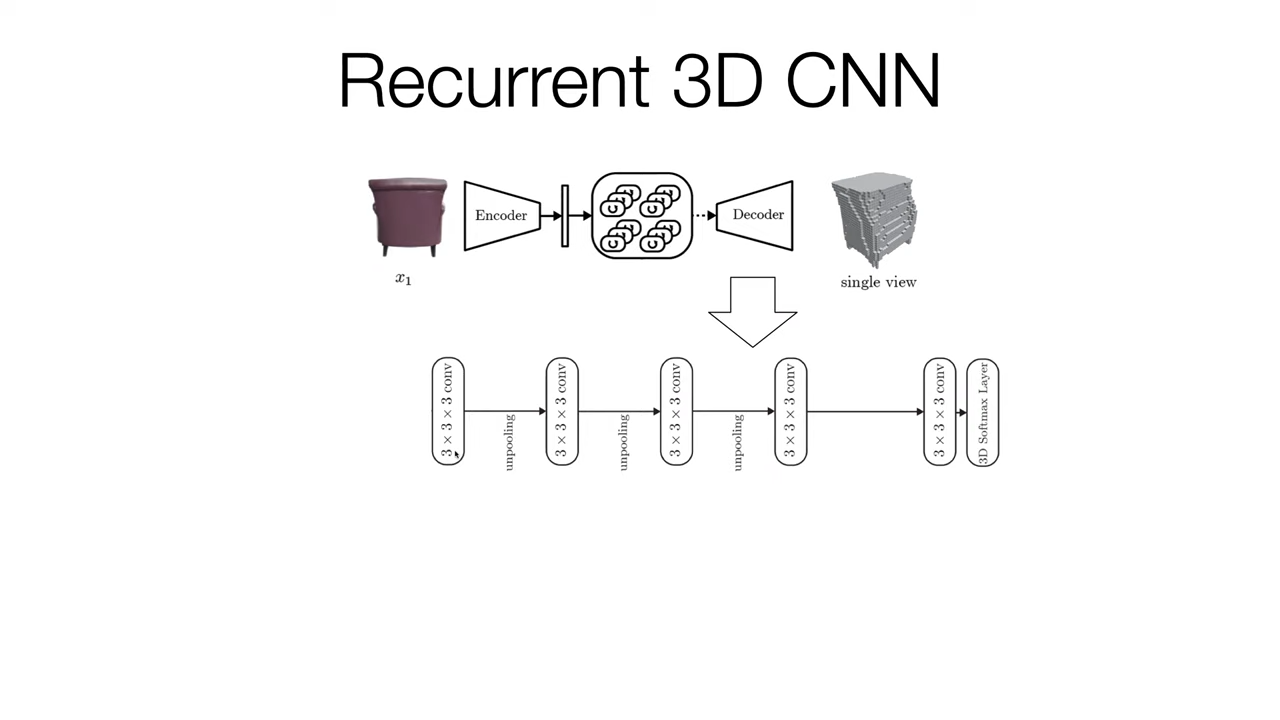 Recurrent 3D CNN
Encoder
Decoder
x₁
single view
3 × 3 × 3 conv
unpooling
3 × 3 × 3 conv
unpooling
3 × 3 × 3 conv
unpooling
3 × 3 × 3 conv
3 × 3 × 3 conv
3D Softmax Layer